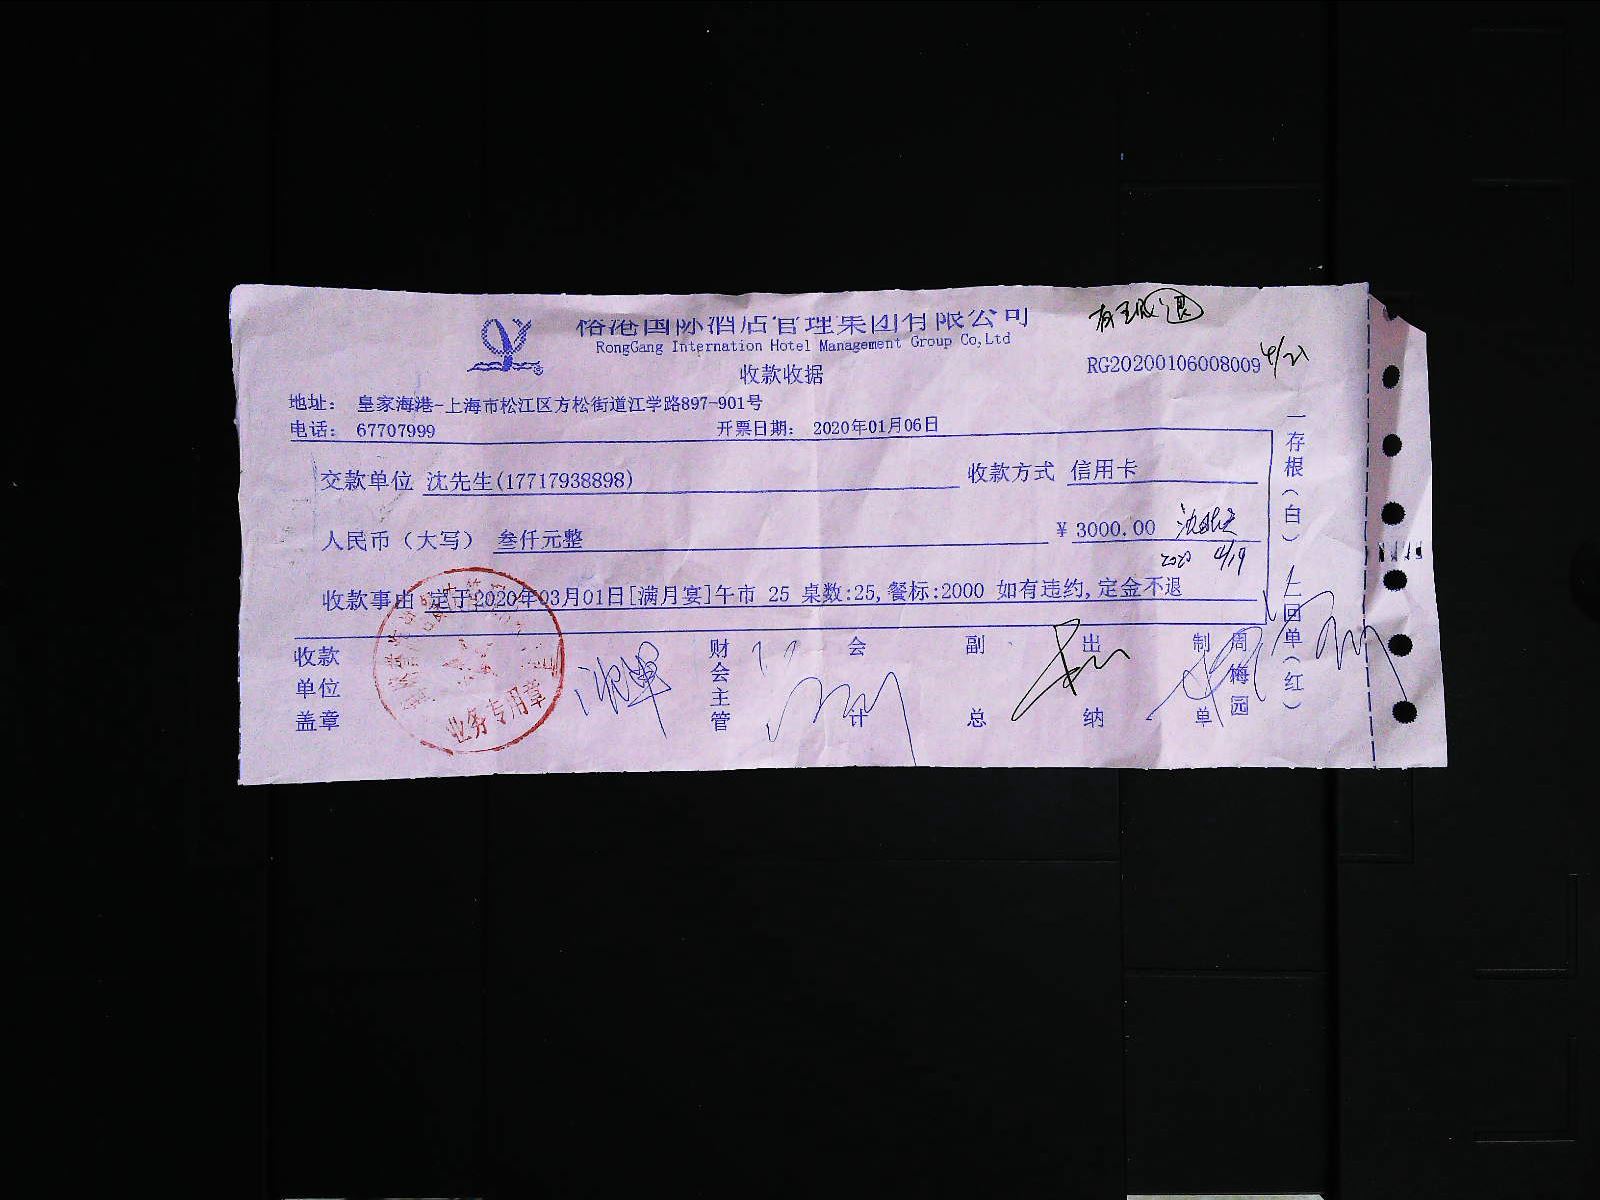 榕港国际酒店管理集团有限公司
RongGang Internation Hotel Management Group Co,Ltd
收款收据
RG20200106008009
4/21
地址： 皇家海港-上海市松江区方松街道江学路897-901号
电话： 67707999 开票日期： 2020年01月06日
交款单位 沈先生(17717938898) 收款方式 信用卡
人民币（大写） 叁仟元整 ¥ 3000.00
2020 4/19
收款事由 定于2020年03月01日[满月宴]午市 25 桌数:25,餐标:2000 如有违约,定金不退
收款单位盖章 财会主管 会计 副总 出纳 制单 周梅园
业务专用章
一存根（白） 二回单（红）